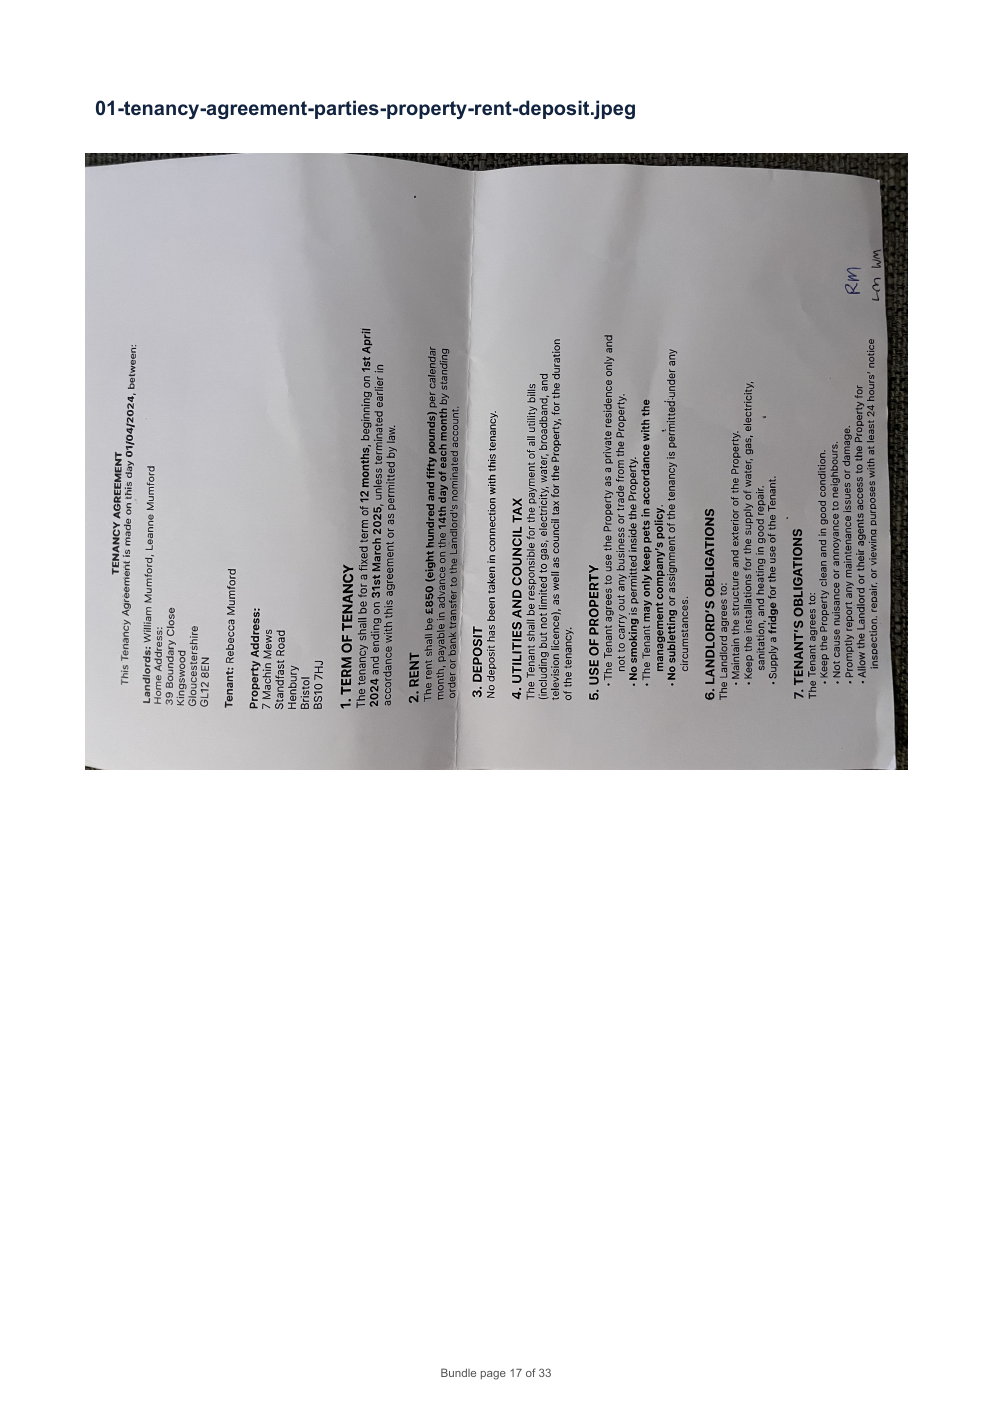 01-tenancy-agreement-parties-property-rent-deposit.jpeg
TENANCY AGREEMENT
This Tenancy Agreement is made on this day 01/04/2024, between:
Landlords: William Mumford, Leanne Mumford
Home Address:
39 Boundary Close
Kingswood
Gloucestershire
GL12 8EN
Tenant: Rebecca Mumford
Property Address:
7 Machin Mews
Standfast Road
Henbury
Bristol
BS10 7HJ
1. TERM OF TENANCY
The tenancy shall be for a fixed term of 12 months, beginning on 1st April
2024 and ending on 31st March 2025, unless terminated earlier in
accordance with this agreement or as permitted by law.
2. RENT
The rent shall be £850 (eight hundred and fifty pounds) per calendar
month, payable in advance on the 14th day of each month by standing
order or bank transfer to the Landlord's nominated account.
3. DEPOSIT
No deposit has been taken in connection with this tenancy.
4. UTILITIES AND COUNCIL TAX
The Tenant shall be responsible for the payment of all utility bills
(including but not limited to gas, electricity, water, broadband, and
television licence), as well as council tax for the Property, for the duration
of the tenancy.
5. USE OF PROPERTY
• The Tenant agrees to use the Property as a private residence only and
not to carry out any business or trade from the Property.
• No smoking is permitted inside the Property.
• The Tenant may only keep pets in accordance with the
management company's policy.
• No subletting or assignment of the tenancy is permitted under any
circumstances.
6. LANDLORD'S OBLIGATIONS
The Landlord agrees to:
• Maintain the structure and exterior of the Property.
• Keep the installations for the supply of water, gas, electricity,
sanitation, and heating in good repair.
• Supply a fridge for the use of the Tenant.
7. TENANT'S OBLIGATIONS
The Tenant agrees to:
• Keep the Property clean and in good condition.
• Not cause nuisance or annoyance to neighbours.
• Promptly report any maintenance issues or damage.
• Allow the Landlord or their agents access to the Property for
inspection, repair, or viewing purposes with at least 24 hours' notice
RM
LM WM
Bundle page 17 of 33